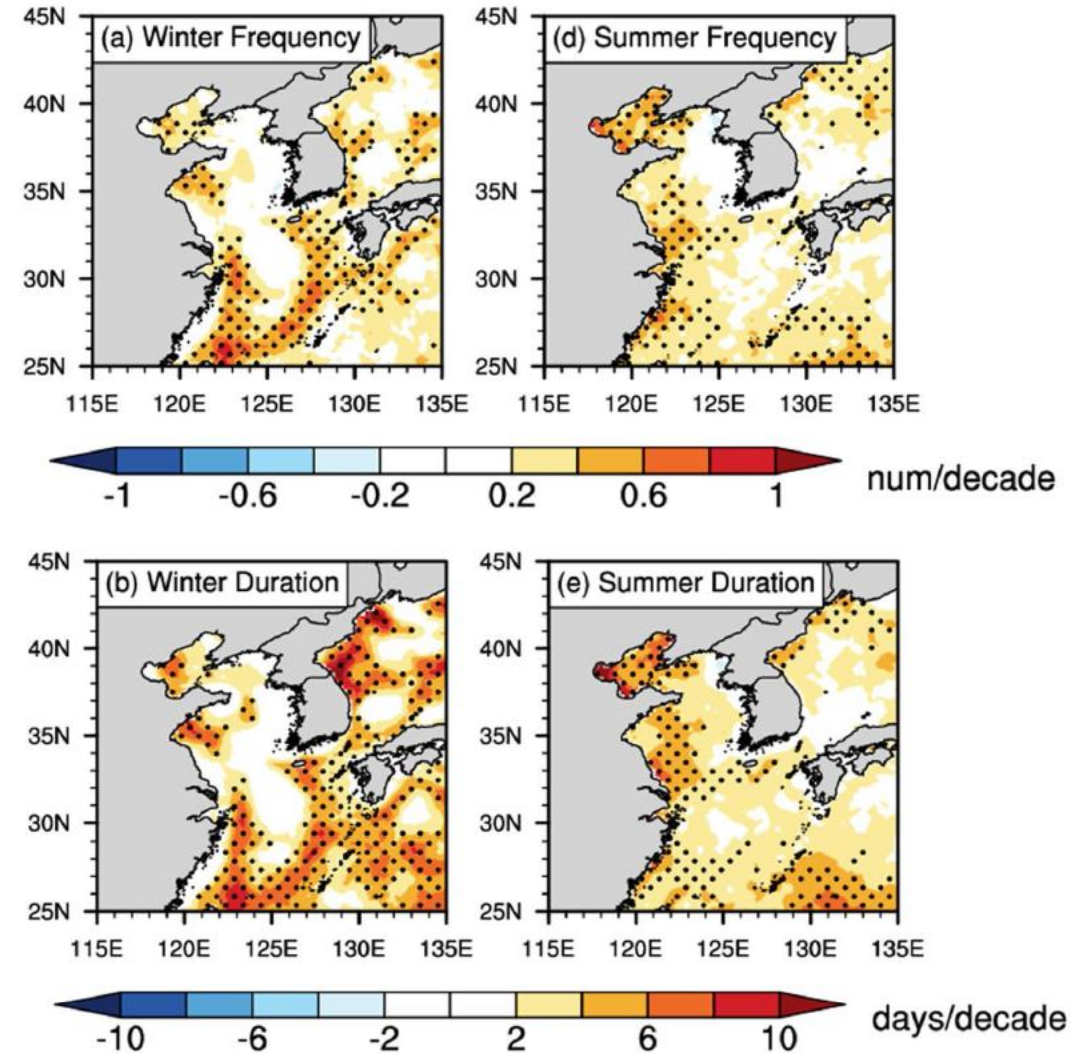 (a) Winter Frequency
(d) Summer Frequency
45N
40N
35N
30N
25N
115E 120E 125E 130E 135E
45N
40N
35N
30N
25N
115E 120E 125E 130E 135E
-1 -0.6 -0.2 0.2 0.6 1
num/decade
(b) Winter Duration
(e) Summer Duration
45N
40N
35N
30N
25N
115E 120E 125E 130E 135E
45N
40N
35N
30N
25N
115E 120E 125E 130E 135E
-10 -6 -2 2 6 10
days/decade